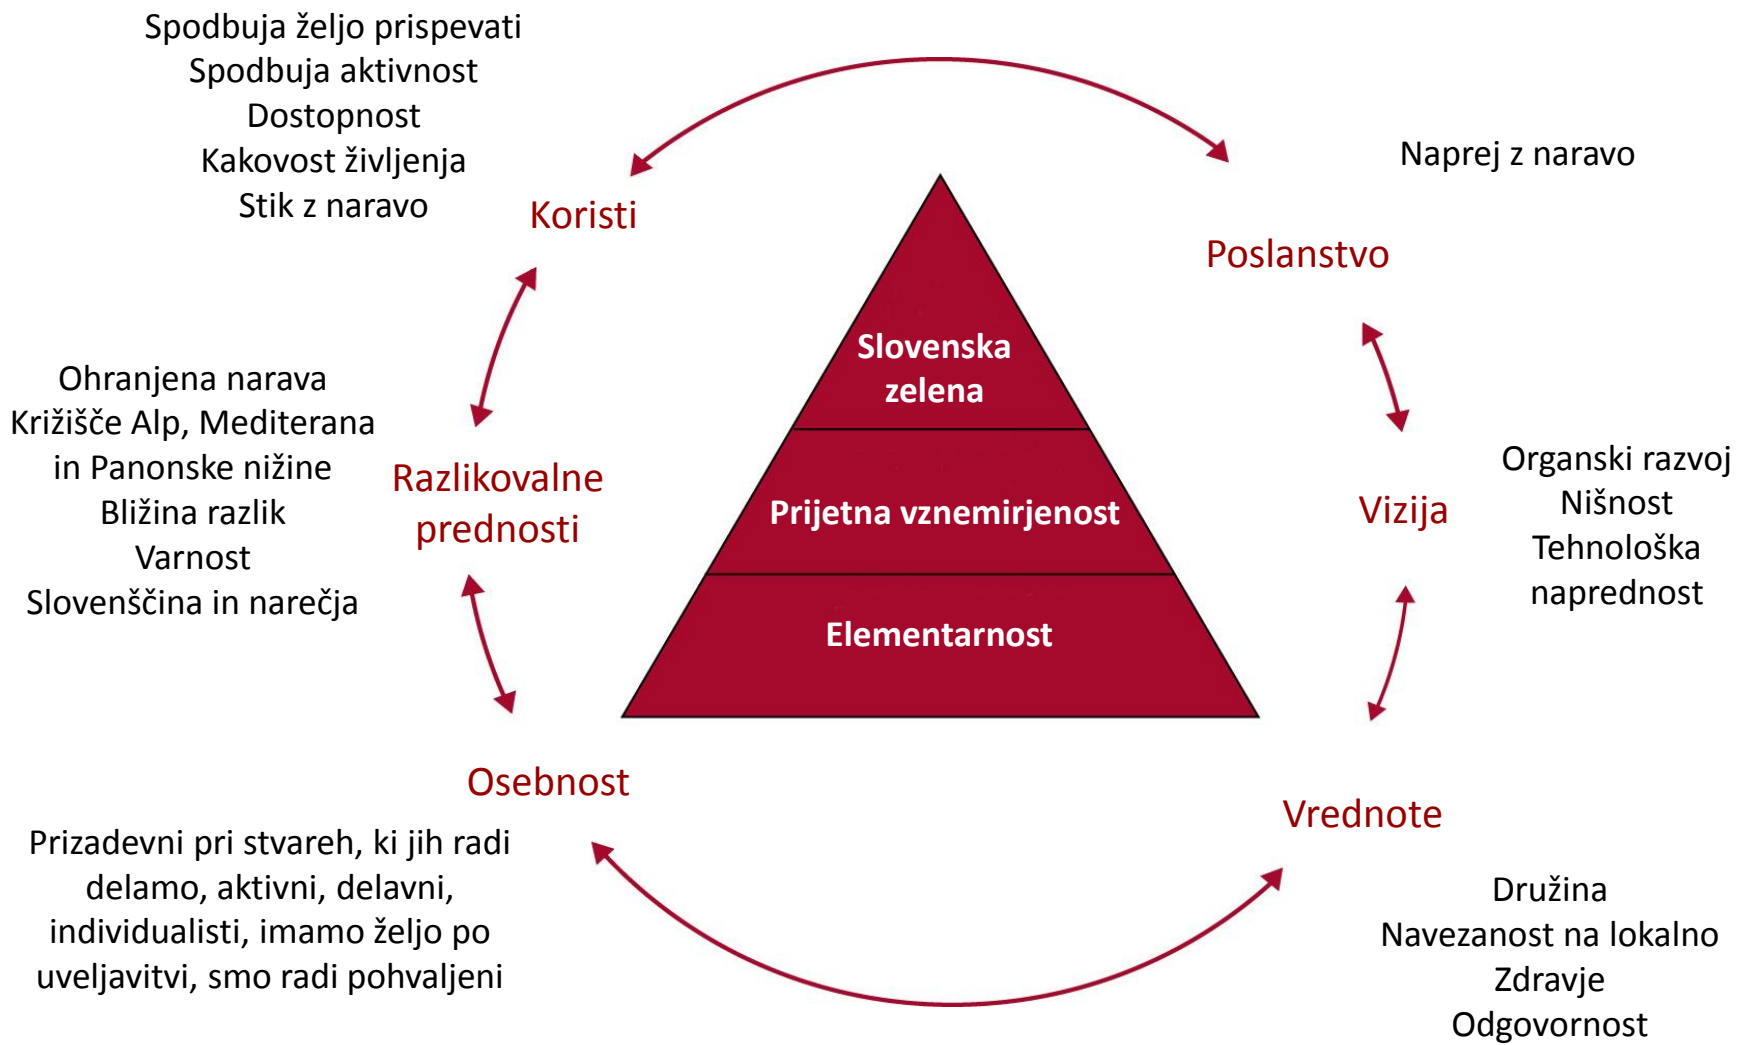 Spodbuja željo prispevati
Spodbuja aktivnost
Dostopnost
Kakovost življenja
Stik z naravo
Koristi
Naprej z naravo
Poslanstvo
Slovenska
zelena
Prijetna vznemirjenost
Elementarnost
Ohranjena narava
Križišče Alp, Mediterana
in Panonske nižine
Bližina razlik
Varnost
Slovenščina in narečja
Razlikovalne
prednosti
Vizija
Organski razvoj
Nišnost
Tehnološka
naprednost
Osebnost
Prizadevni pri stvareh, ki jih radi
delamo, aktivni, delavni,
individualisti, imamo željo po
uveljavitvi, smo radi pohvaljeni
Vrednote
Družina
Navezanost na lokalno
Zdravje
Odgovornost